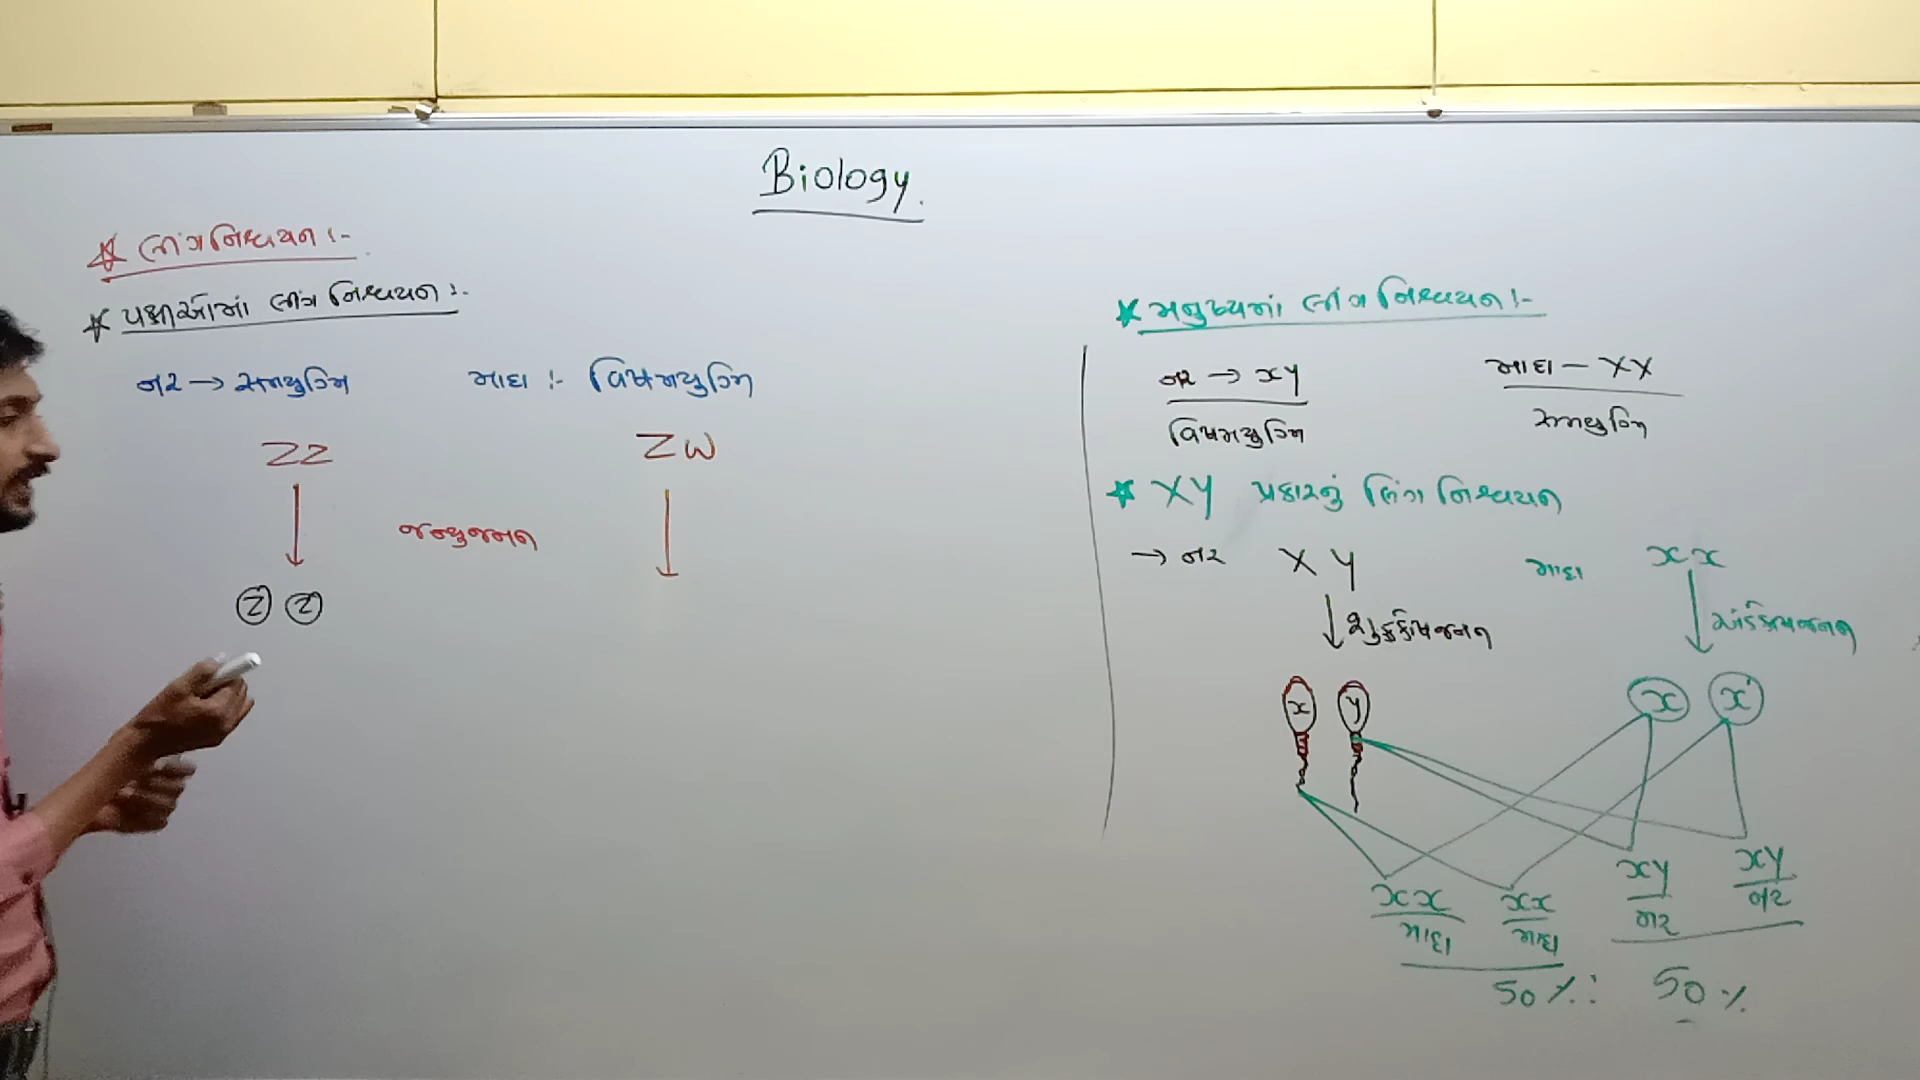 Biology.
* લીંગ નિશ્ચયન :-
* પક્ષીઓમાં લીંગ નિશ્ચયન :-
નર → સમયુગ્મિ માદા :- વિષમયુગ્મિ
ZZ ZW
જન્યુજનન
Z Z
* મનુષ્યમાં લીંગ નિશ્ચયન :-
નર → XY માદા - XX
વિષમયુગ્મિ સમયુગ્મિ
* XY પ્રકારનું લિંગ નિશ્ચયન
→ નર XY માદા XX
શુક્રકોષજનન અંડકોષજનન
X Y X X
XX XX XY XY
માદા માદા નર નર
50 % : 50 %